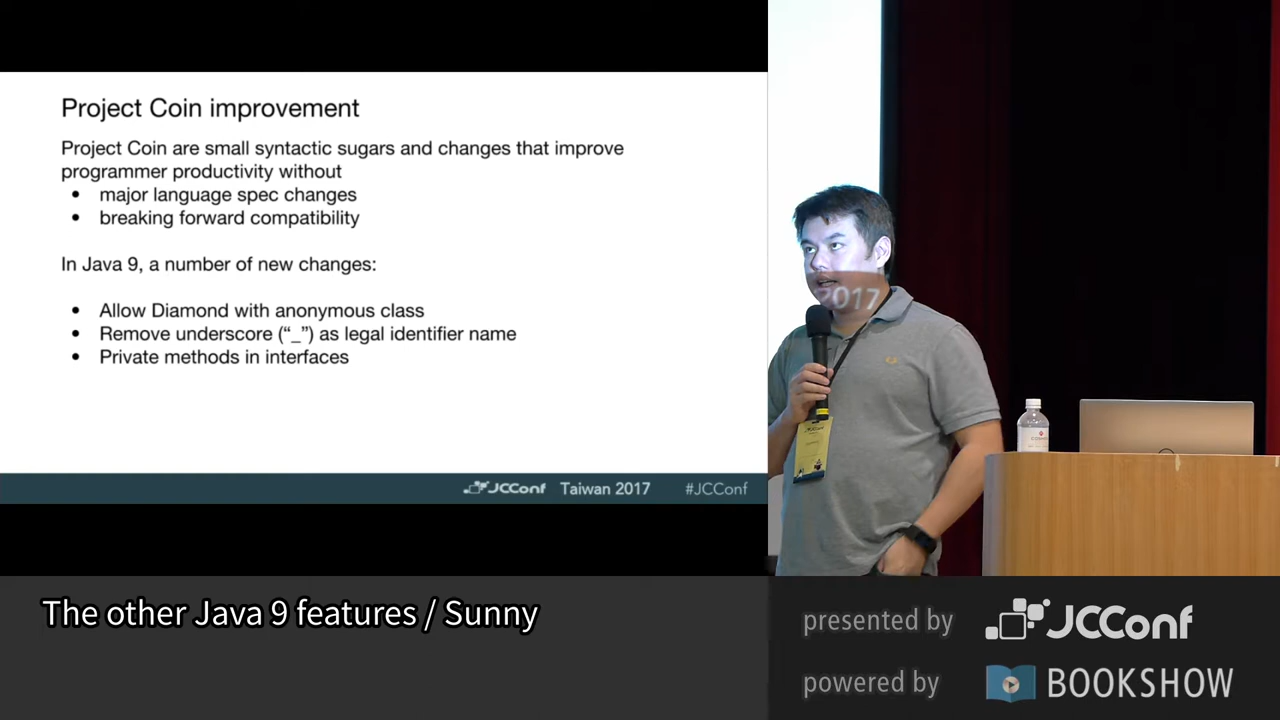 Project Coin improvement
Project Coin are small syntactic sugars and changes that improve
programmer productivity without
• major language spec changes
• breaking forward compatibility
In Java 9, a number of new changes:
• Allow Diamond with anonymous class
• Remove underscore (“_”) as legal identifier name
• Private methods in interfaces
JCConf Taiwan 2017 #JCConf
2017
The other Java 9 features / Sunny
presented by JCConf
powered by BOOKSHOW